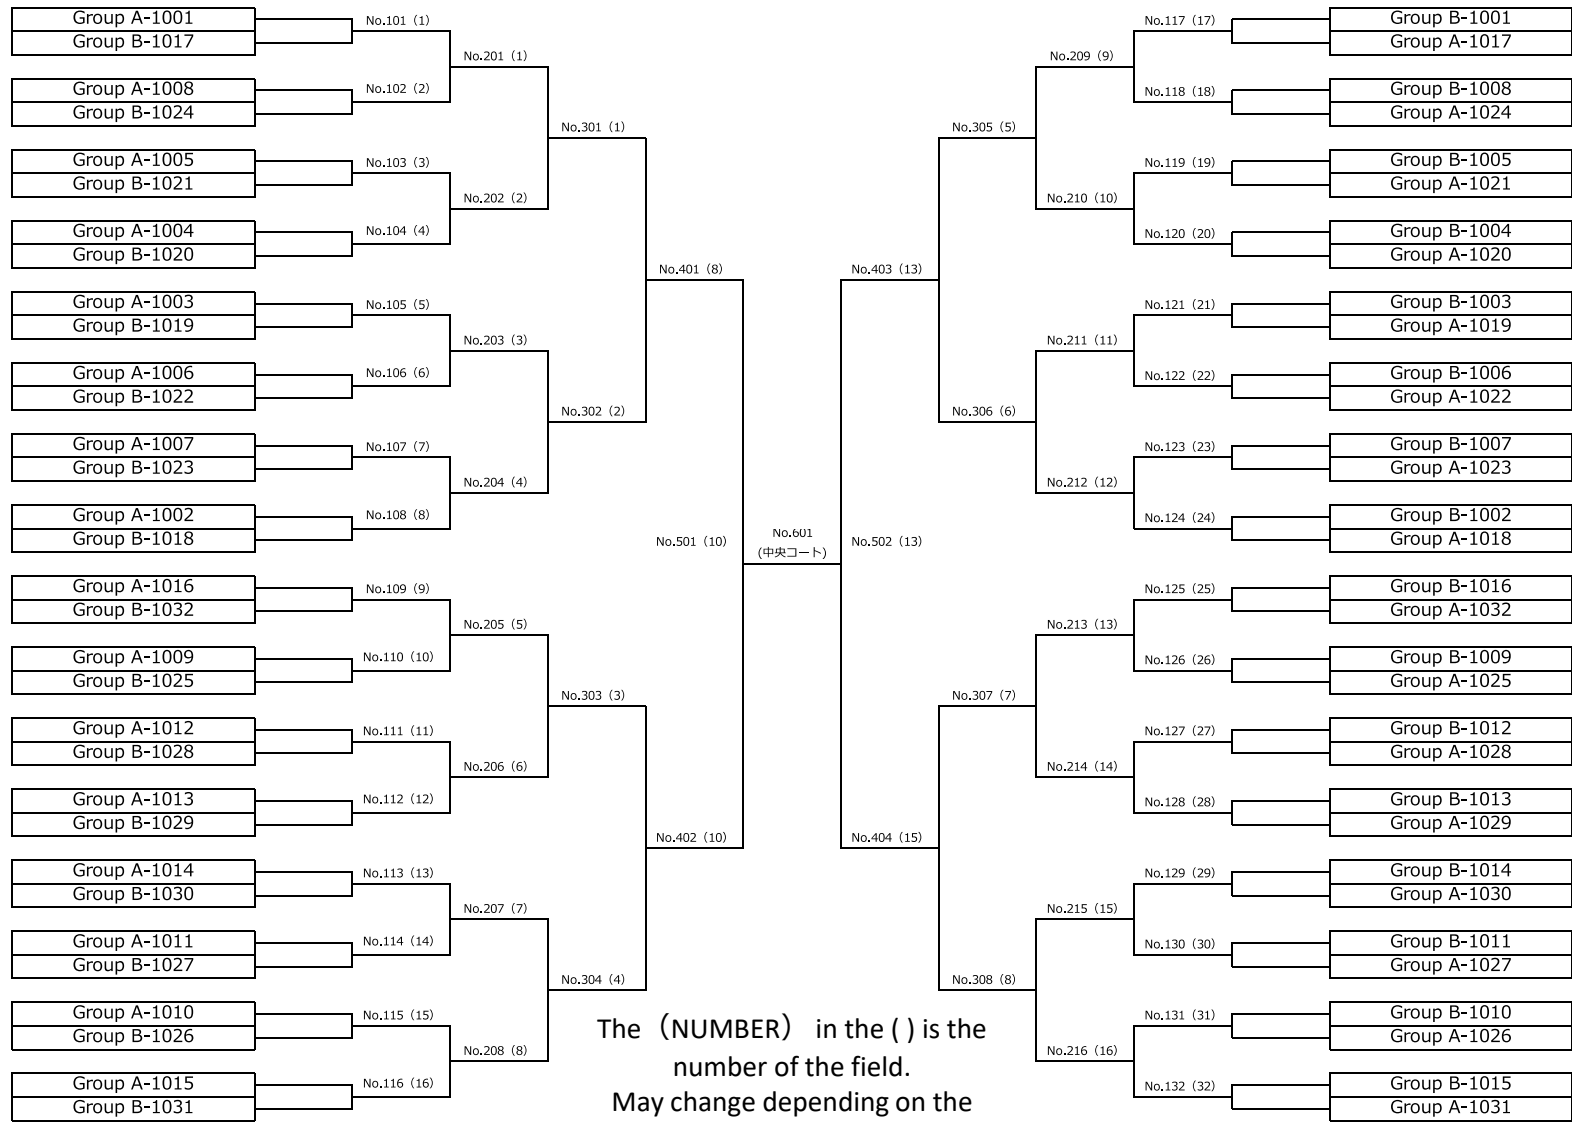 Group A-1001
Group B-1017
Group A-1008
Group B-1024
Group A-1005
Group B-1021
Group A-1004
Group B-1020
Group A-1003
Group B-1019
Group A-1006
Group B-1022
Group A-1007
Group B-1023
Group A-1002
Group B-1018
Group A-1016
Group B-1032
Group A-1009
Group B-1025
Group A-1012
Group B-1028
Group A-1013
Group B-1029
Group A-1014
Group B-1030
Group A-1011
Group B-1027
Group A-1010
Group B-1026
Group A-1015
Group B-1031
No.101（1）
No.102（2）
No.103（3）
No.104（4）
No.105（5）
No.106（6）
No.107（7）
No.108（8）
No.109（9）
No.110（10）
No.111（11）
No.112（12）
No.113（13）
No.114（14）
No.115（15）
No.116（16）
No.201（1）
No.202（2）
No.203（3）
No.204（4）
No.205（5）
No.206（6）
No.207（7）
No.208（8）
No.301（1）
No.302（2）
No.303（3）
No.304（4）
No.401（8）
No.402（10）
No.501（10）
No.601
(中央コート)
No.502（13）
No.403（13）
No.404（15）
No.305（5）
No.306（6）
No.307（7）
No.308（8）
No.209（9）
No.210（10）
No.211（11）
No.212（12）
No.213（13）
No.214（14）
No.215（15）
No.216（16）
No.117（17）
No.118（18）
No.119（19）
No.120（20）
No.121（21）
No.122（22）
No.123（23）
No.124（24）
No.125（25）
No.126（26）
No.127（27）
No.128（28）
No.129（29）
No.130（30）
No.131（31）
No.132（32）
Group B-1001
Group A-1017
Group B-1008
Group A-1024
Group B-1005
Group A-1021
Group B-1004
Group A-1020
Group B-1003
Group A-1019
Group B-1006
Group A-1022
Group B-1007
Group A-1023
Group B-1002
Group A-1018
Group B-1016
Group A-1032
Group B-1009
Group A-1025
Group B-1012
Group A-1028
Group B-1013
Group A-1029
Group B-1014
Group A-1030
Group B-1011
Group A-1027
Group B-1010
Group A-1026
Group B-1015
Group A-1031
The（NUMBER） in the ( ) is the
number of the field.
May change depending on the